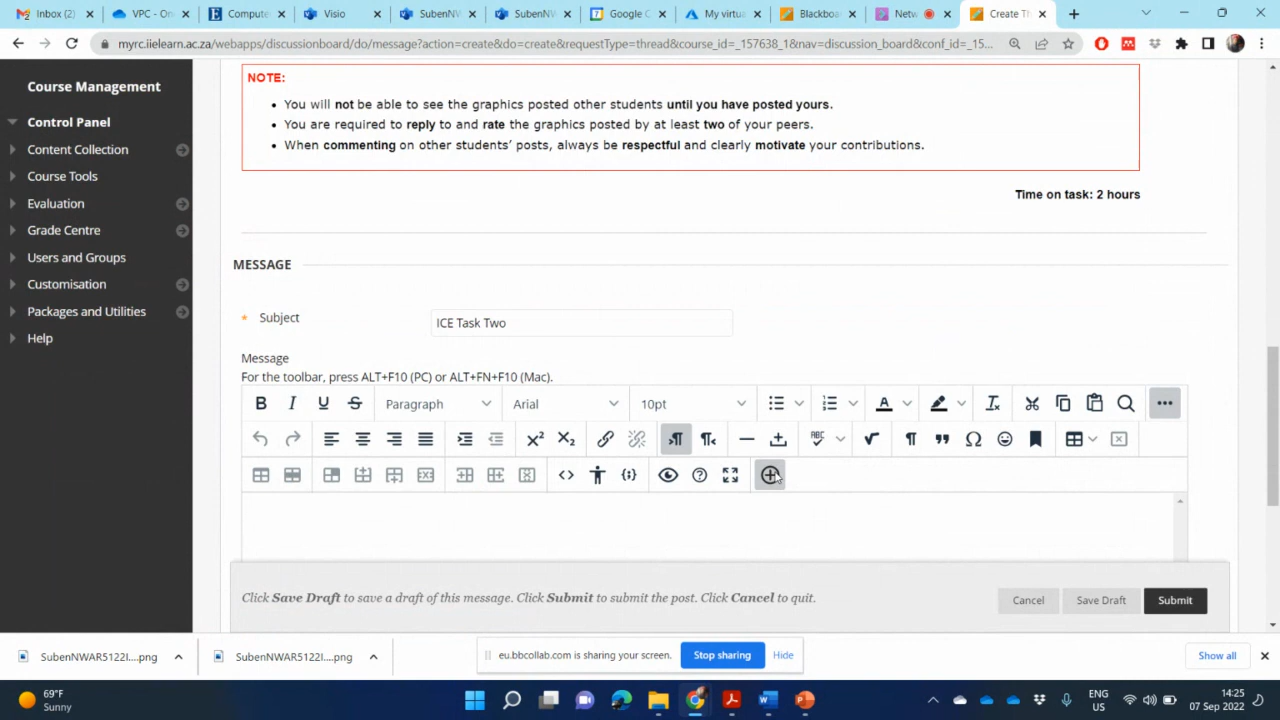 Inbox (2)
VPC - On
Computer
Visio
SubenNW
SubenNW
Google C
My virtua
Blackboa
Netw
Create Th
myrc.iielearn.ac.za/webapps/discussionboard/do/message?action=create&do=create&requestType=thread&course_id=_157638_1&nav=discussion_board&conf_id=_15...
Course Management
Control Panel
Content Collection
Course Tools
Evaluation
Grade Centre
Users and Groups
Customisation
Packages and Utilities
Help
NOTE:
• You will not be able to see the graphics posted other students until you have posted yours.
• You are required to reply to and rate the graphics posted by at least two of your peers.
• When commenting on other students' posts, always be respectful and clearly motivate your contributions.
Time on task: 2 hours
MESSAGE
* Subject
ICE Task Two
Message
For the toolbar, press ALT+F10 (PC) or ALT+FN+F10 (Mac).
B I U S Paragraph Arial 10pt
Click Save Draft to save a draft of this message. Click Submit to submit the post. Click Cancel to quit.
Cancel Save Draft Submit
SubenNWAR5122I....png
SubenNWAR5122I....png
eu.bbcollab.com is sharing your screen.
Stop sharing
Hide
Show all
69°F
Sunny
ENG
US
14:25
07 Sep 2022